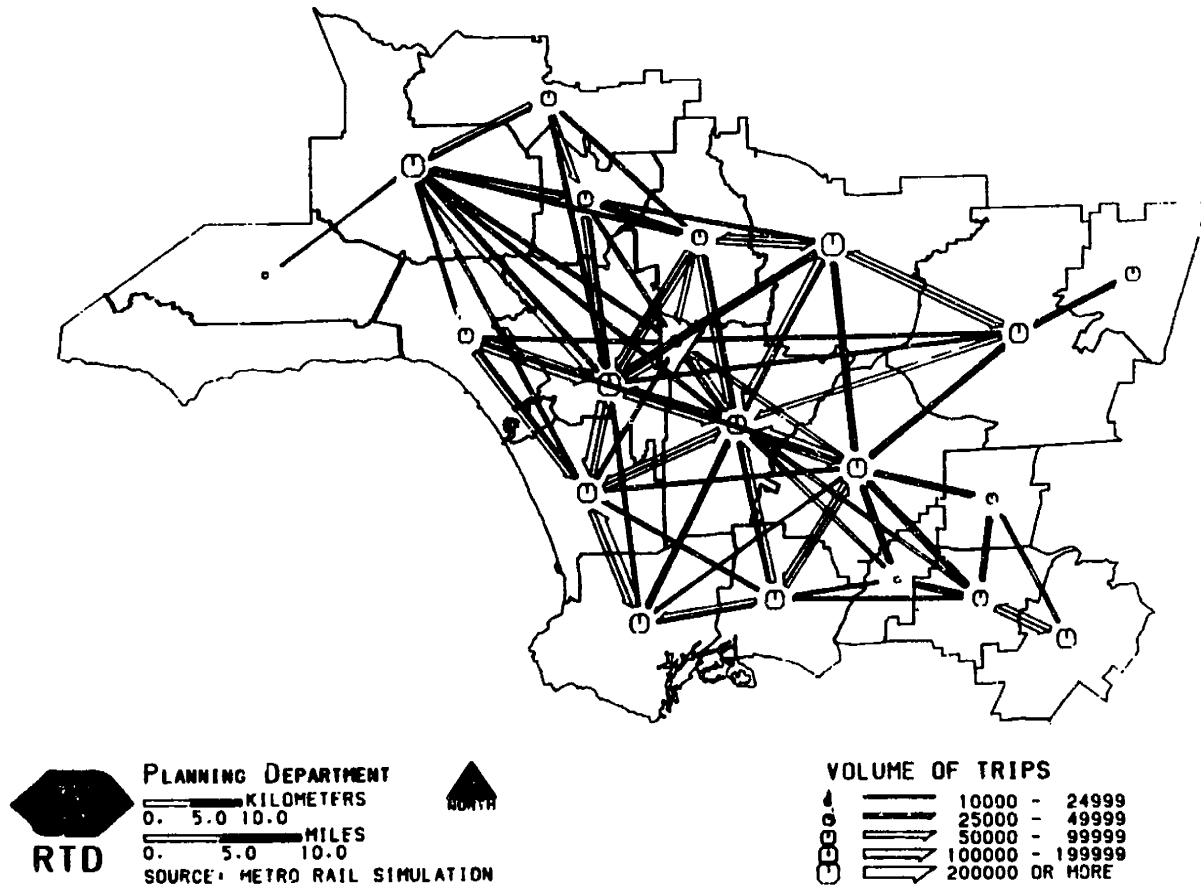 PLANNING DEPARTMENT
KILOMETERS
0. 5.0 10.0
MILES
0. 5.0 10.0
SOURCE: METRO RAIL SIMULATION
RTD
NORTH
VOLUME OF TRIPS
10000 - 24999
25000 - 49999
50000 - 99999
100000 - 199999
200000 OR MORE